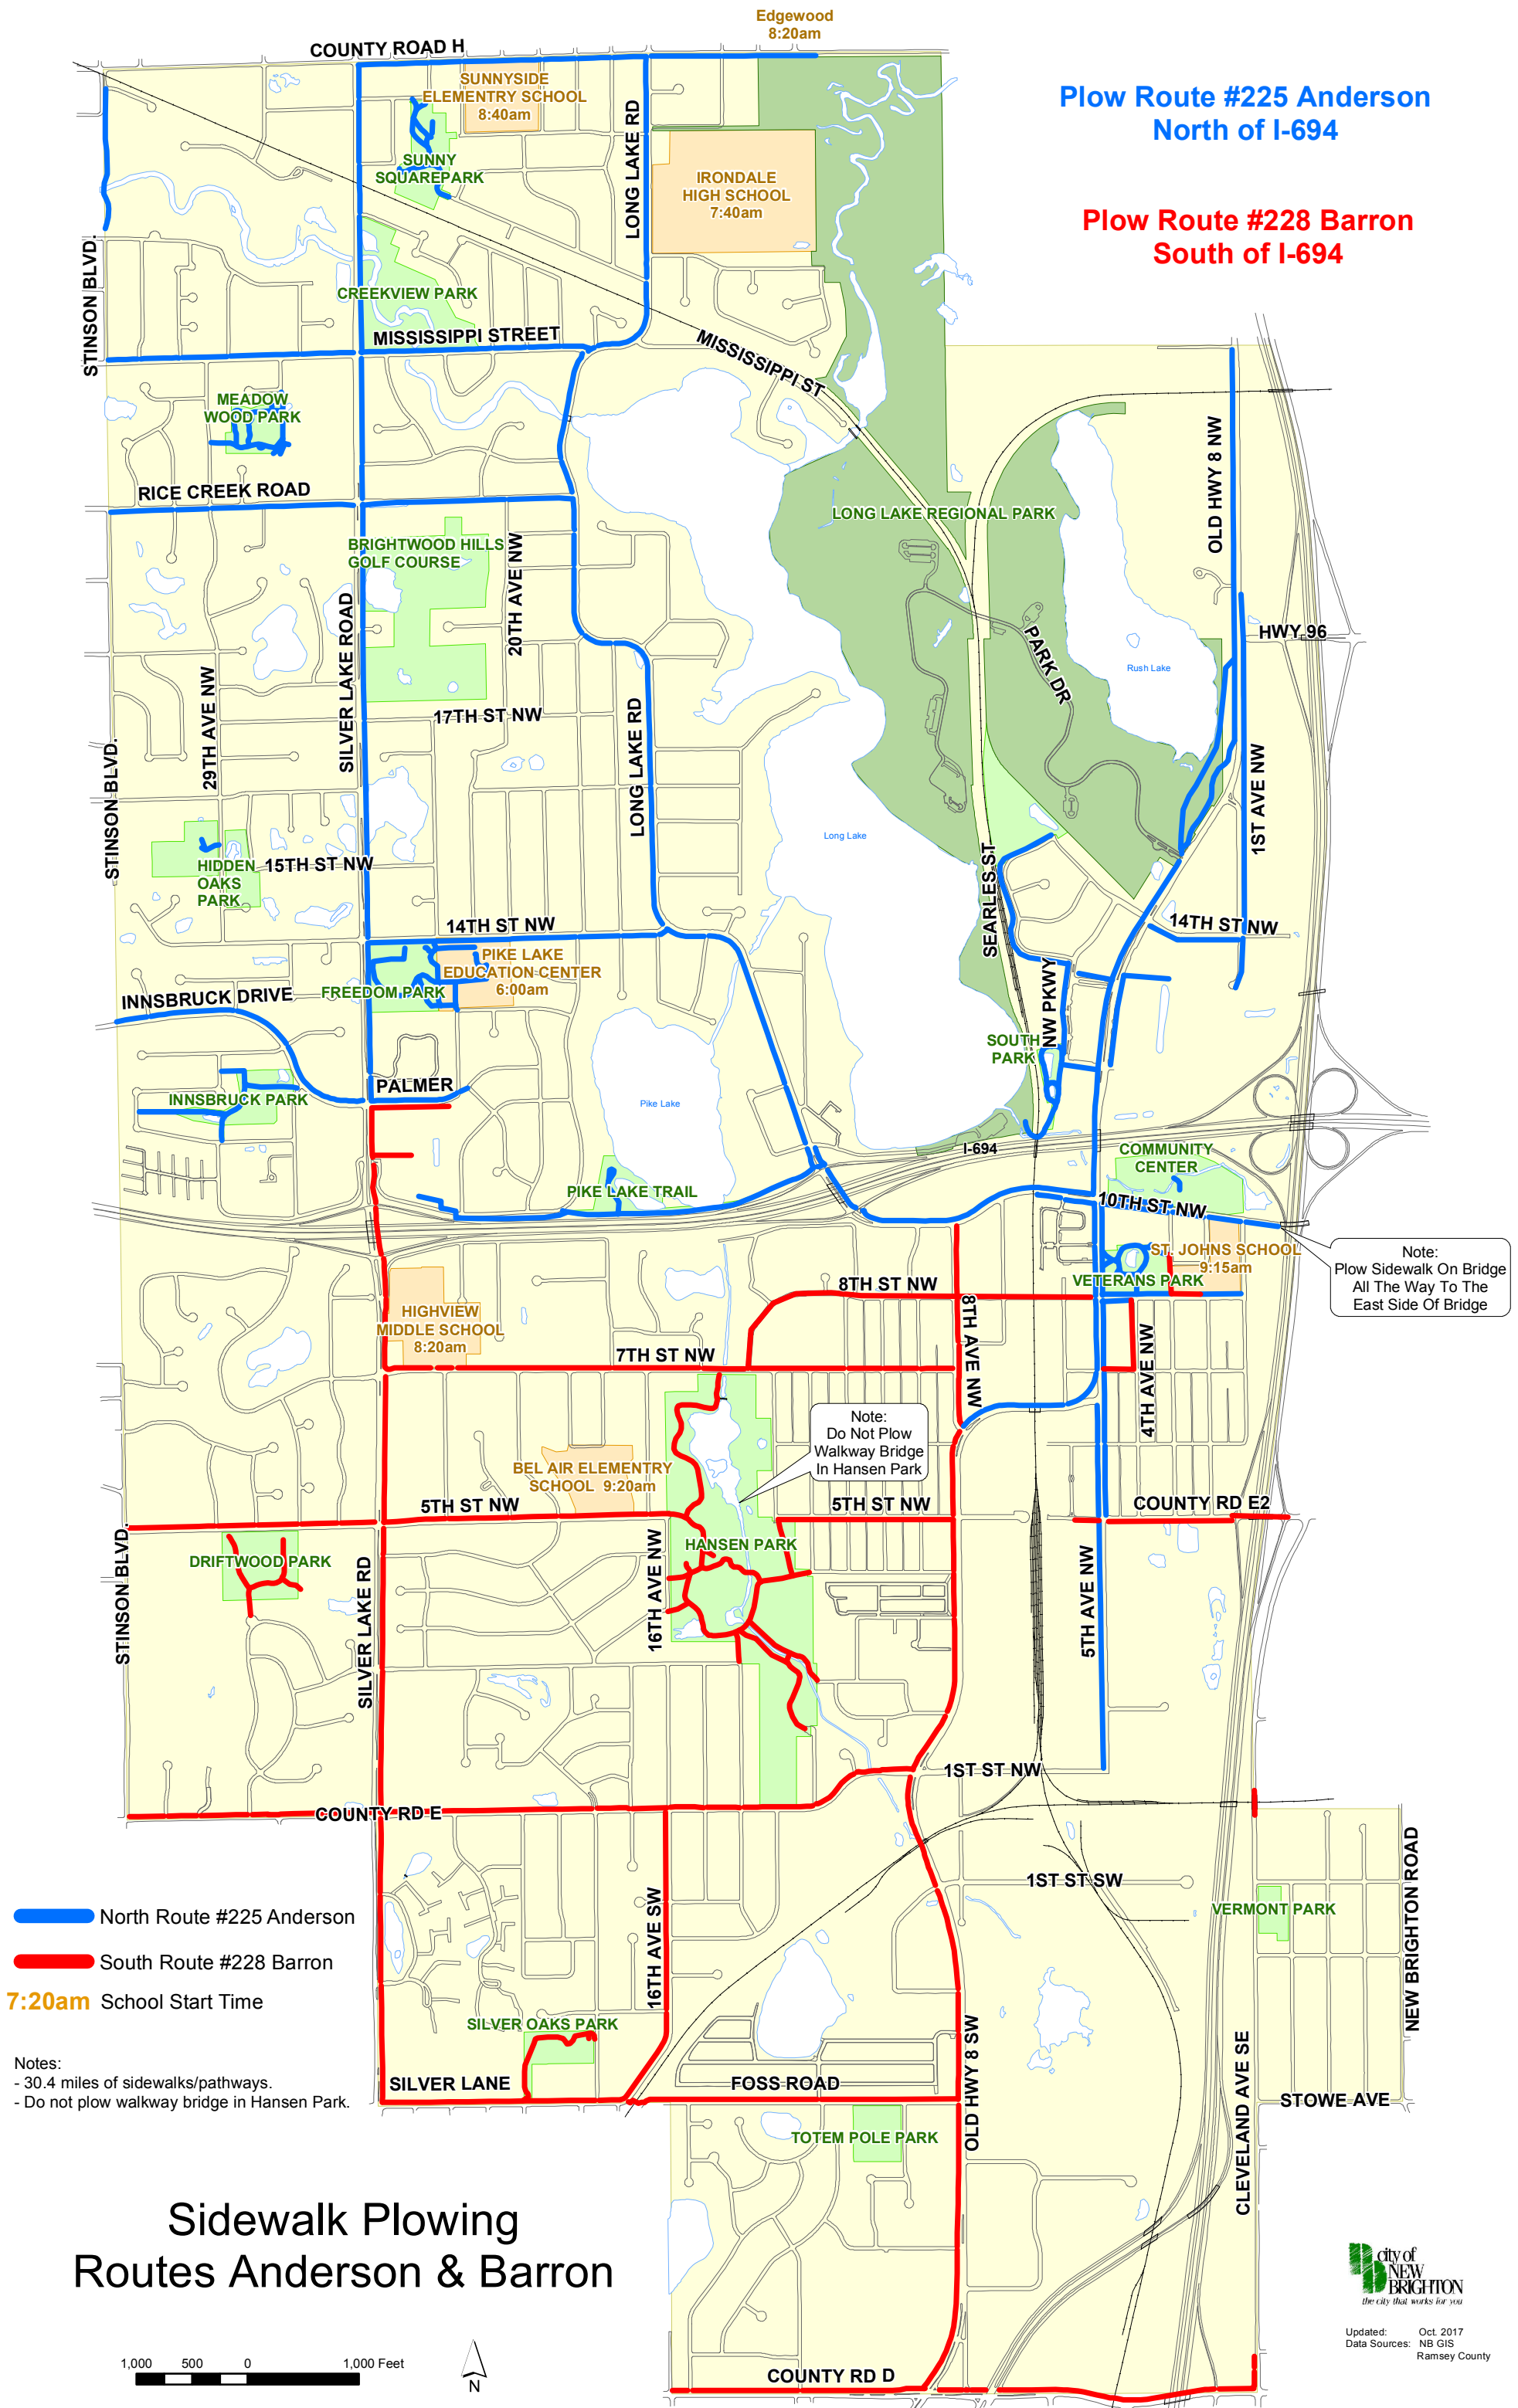 Edgewood
8:20am
COUNTY ROAD H
SUNNYSIDE
ELEMENTRY SCHOOL
8:40am
LONG LAKE RD
Plow Route #225 Anderson
North of I-694
SUNNY
SQUAREPARK
IRONDALE
HIGH SCHOOL
7:40am
Plow Route #228 Barron
South of I-694
STINSON BLVD.
CREEKVIEW PARK
MISSISSIPPI STREET
MISSISSIPPI ST
MEADOW
WOOD PARK
OLD HWY 8 NW
RICE CREEK ROAD
LONG LAKE REGIONAL PARK
BRIGHTWOOD HILLS
GOLF COURSE
20TH AVE NW
SILVER LAKE ROAD
HWY 96
PARK DR
Rush Lake
29TH AVE NW
17TH ST NW
LONG LAKE RD
STINSON BLVD.
1ST AVE NW
Long Lake
HIDDEN
OAKS
PARK
15TH ST NW
SEARLES ST
14TH ST NW
14TH ST NW
PIKE LAKE
EDUCATION CENTER
6:00am
FREEDOM PARK
INNSBRUCK DRIVE
NW PKWY
SOUTH
PARK
PALMER
INNSBRUCK PARK
Pike Lake
I-694
COMMUNITY
CENTER
PIKE LAKE TRAIL
10TH ST NW
ST. JOHNS SCHOOL
9:15am
Note:
Plow Sidewalk On Bridge
All The Way To The
East Side Of Bridge
VETERANS PARK
8TH ST NW
HIGHVIEW
MIDDLE SCHOOL
8:20am
8TH AVE NW
7TH ST NW
4TH AVE NW
Note:
Do Not Plow
Walkway Bridge
In Hansen Park
BEL AIR ELEMENTRY
SCHOOL 9:20am
5TH ST NW
5TH ST NW
COUNTY RD E2
STINSON BLVD.
DRIFTWOOD PARK
HANSEN PARK
SILVER LAKE RD
16TH AVE NW
5TH AVE NW
1ST ST NW
COUNTY RD E
NEW BRIGHTON ROAD
1ST ST SW
VERMONT PARK
North Route #225 Anderson
South Route #228 Barron
7:20am School Start Time
16TH AVE SW
SILVER OAKS PARK
OLD HWY 8 SW
CLEVELAND AVE SE
Notes:
- 30.4 miles of sidewalks/pathways.
- Do not plow walkway bridge in Hansen Park.
SILVER LANE
FOSS ROAD
STOWE AVE
TOTEM POLE PARK
Sidewalk Plowing
Routes Anderson & Barron
city of
NEW
BRIGHTON
the city that works for you
Updated: Oct. 2017
Data Sources: NB GIS
Ramsey County
1,000 500 0 1,000 Feet
N
COUNTY RD D